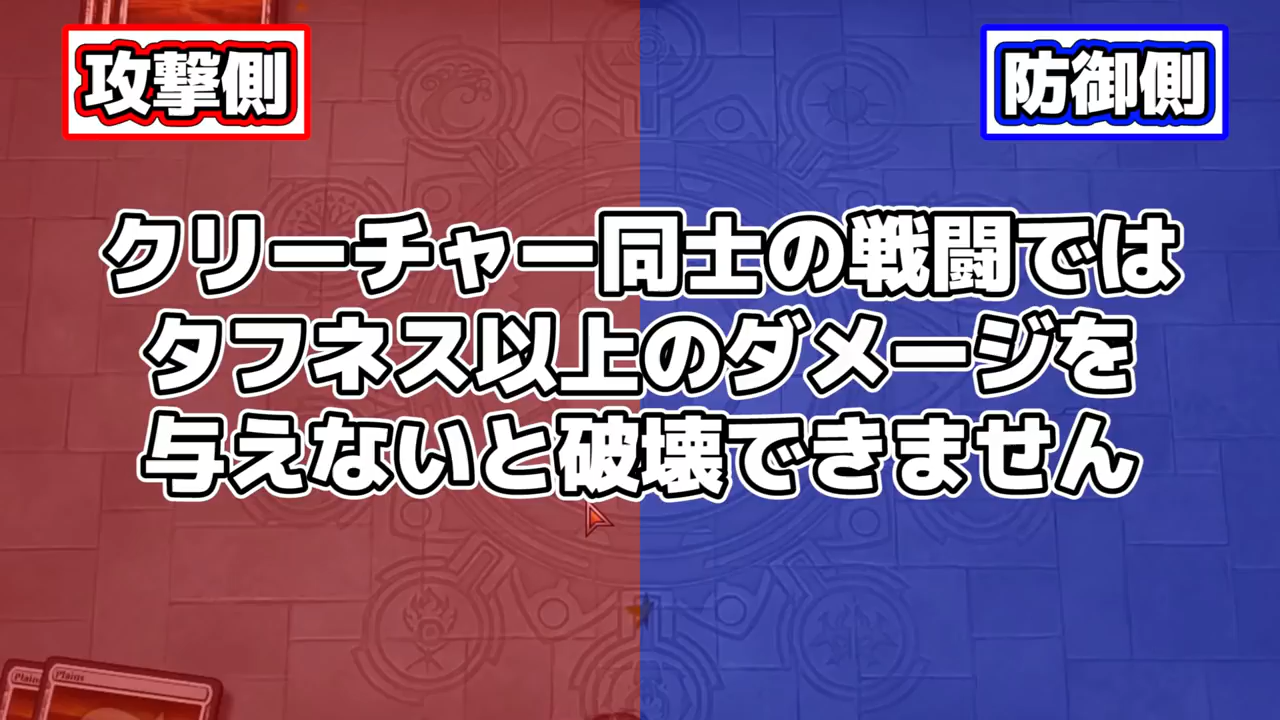 攻撃側
防御側
クリーチャー同士の戦闘では
タフネス以上のダメージを
与えないと破壊できません
Plains
Plains